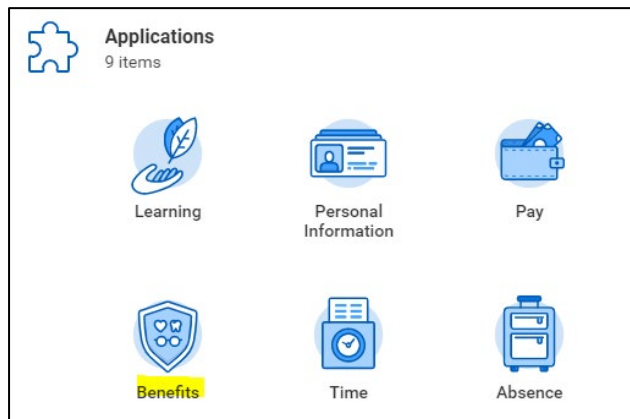 Applications
9 items
Learning
Personal
Information
Pay
Benefits
Time
Absence